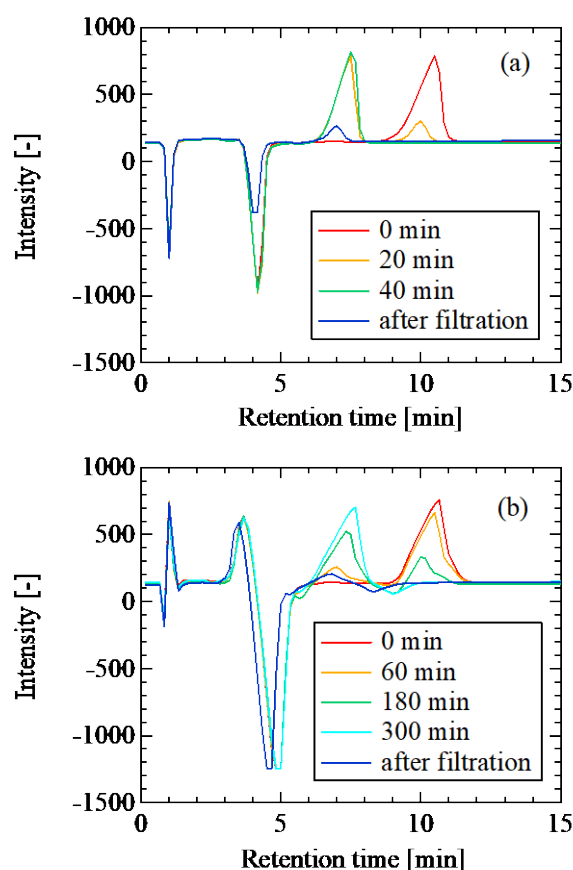 1000
500
0
-500
-1000
-1500
Intensity [-]
(a)
0 min
20 min
40 min
after filtration
0 5 10 15
Retention time [min]
1000
500
0
-500
-1000
-1500
Intensity [-]
(b)
0 min
60 min
180 min
300 min
after filtration
0 5 10 15
Retention time [min]